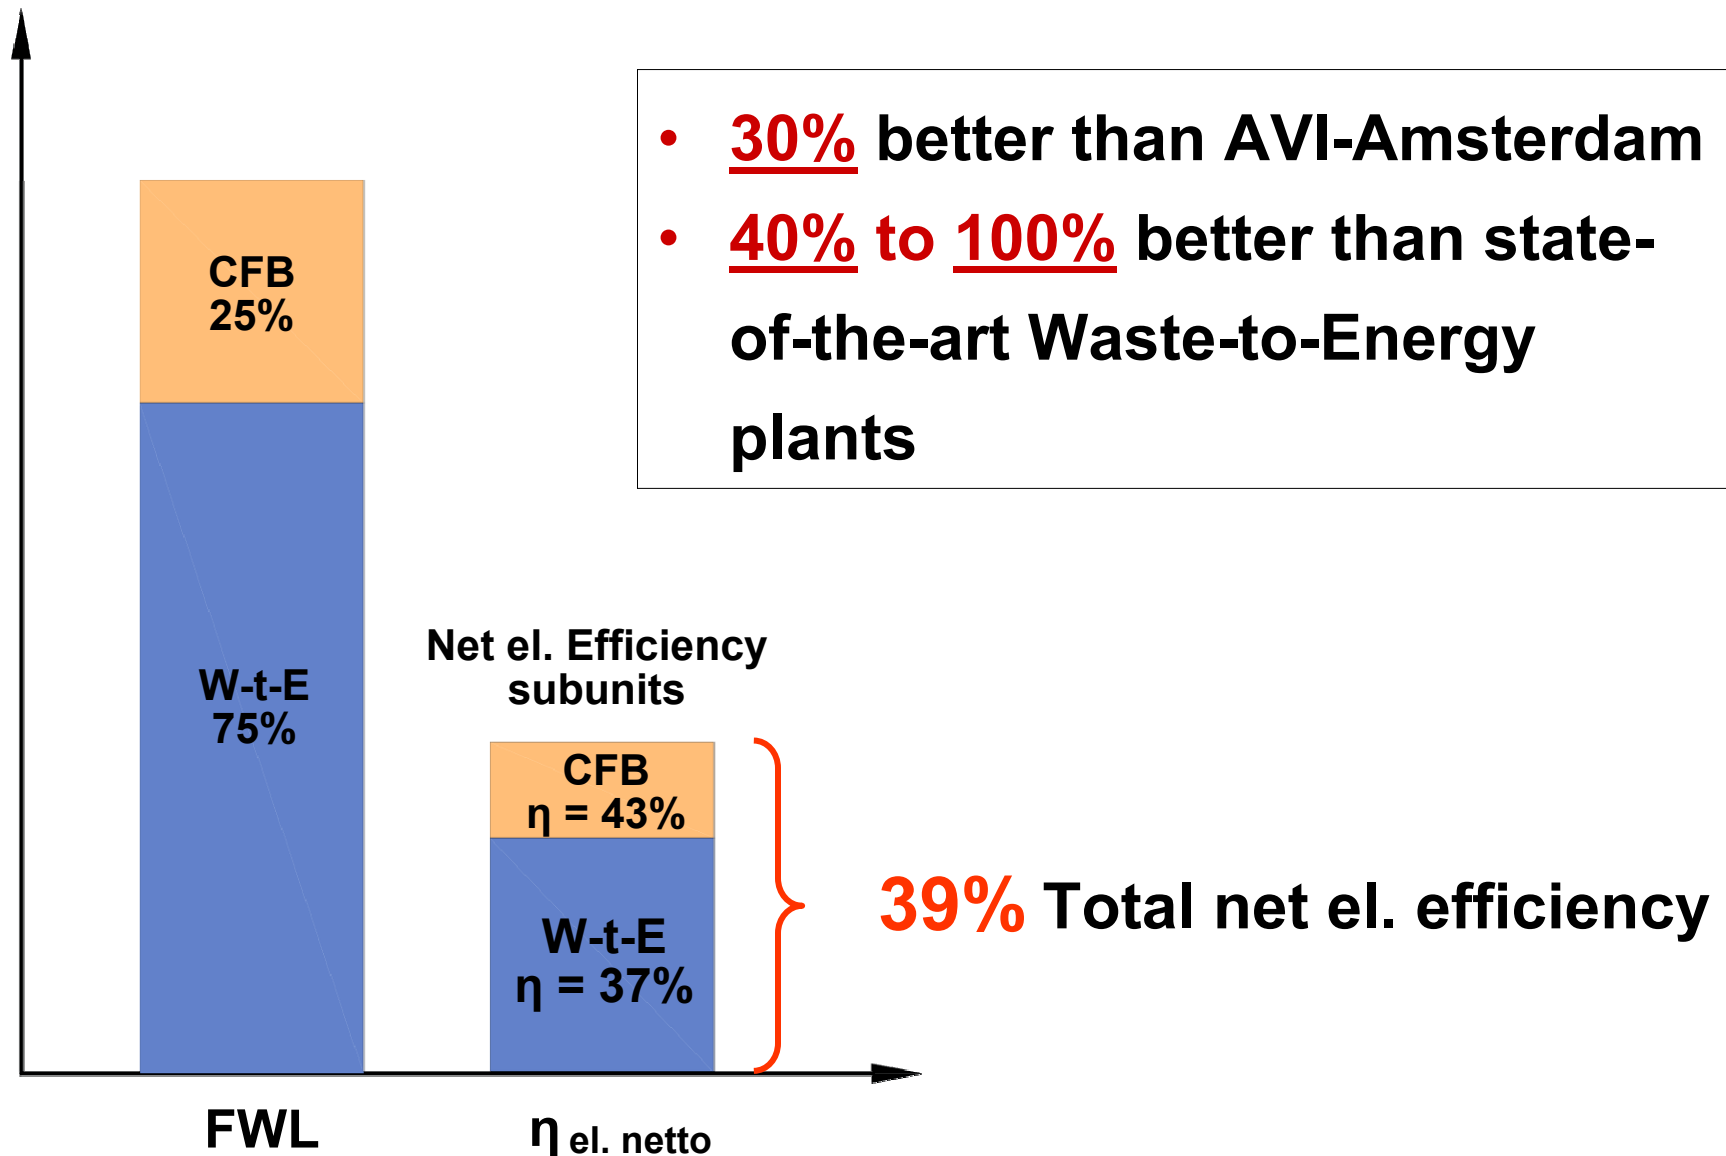 • 30% better than AVI-Amsterdam
• 40% to 100% better than state-
of-the-art Waste-to-Energy
plants
CFB
25%
W-t-E
75%
Net el. Efficiency
subunits
CFB
η = 43%
W-t-E
η = 37%
39% Total net el. efficiency
FWL
η el. netto